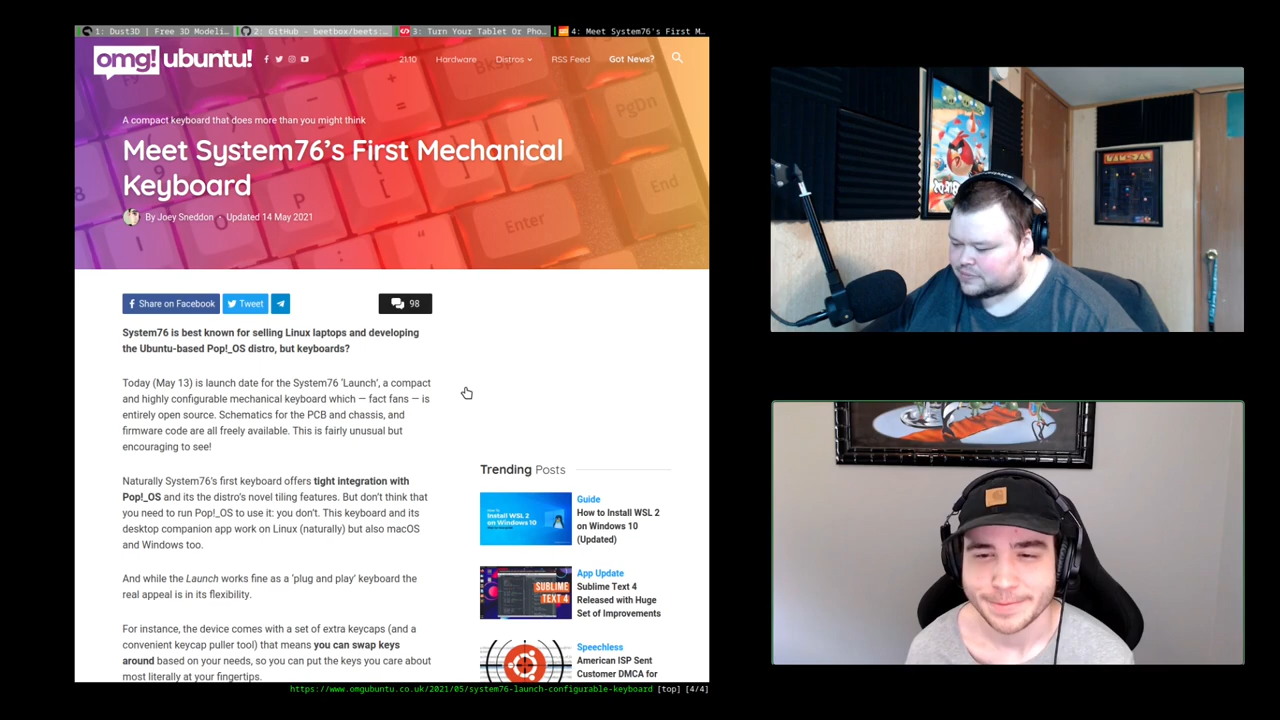 1: Dust3D | Free 3D Modeli…
2: GitHub - beetbox/beets:…
3: Turn Your Tablet Or Pho…
4: Meet System76's First M…
omg! ubuntu!
21.10 Hardware Distros RSS Feed Got News?
A compact keyboard that does more than you might think
Meet System76's First Mechanical
Keyboard
By Joey Sneddon · Updated 14 May 2021
PgDn
End
Enter
P
O
I
Share on Facebook
Tweet
98
System76 is best known for selling Linux laptops and developing
the Ubuntu-based Pop!_OS distro, but keyboards?
Today (May 13) is launch date for the System76 'Launch', a compact
and highly configurable mechanical keyboard which — fact fans — is
entirely open source. Schematics for the PCB and chassis, and
firmware code are all freely available. This is fairly unusual but
encouraging to see!
Naturally System76's first keyboard offers tight integration with
Pop!_OS and its the distro's novel tiling features. But don't think that
you need to run Pop!_OS to use it: you don't. This keyboard and its
desktop companion app work on Linux (naturally) but also macOS
and Windows too.
And while the Launch works fine as a 'plug and play' keyboard the
real appeal is in its flexibility.
For instance, the device comes with a set of extra keycaps (and a
convenient keycap puller tool) that means you can swap keys
around based on your needs, so you can put the keys you care about
most literally at your fingertips.
Trending Posts
Install WSL 2
on Windows 10
Guide
How to Install WSL 2
on Windows 10
(Updated)
SUBLIME
TEXT 4
App Update
Sublime Text 4
Released with Huge
Set of Improvements
Speechless
American ISP Sent
Customer DMCA for
https://www.omgubuntu.co.uk/2021/05/system76-launch-configurable-keyboard [top] [4/4]